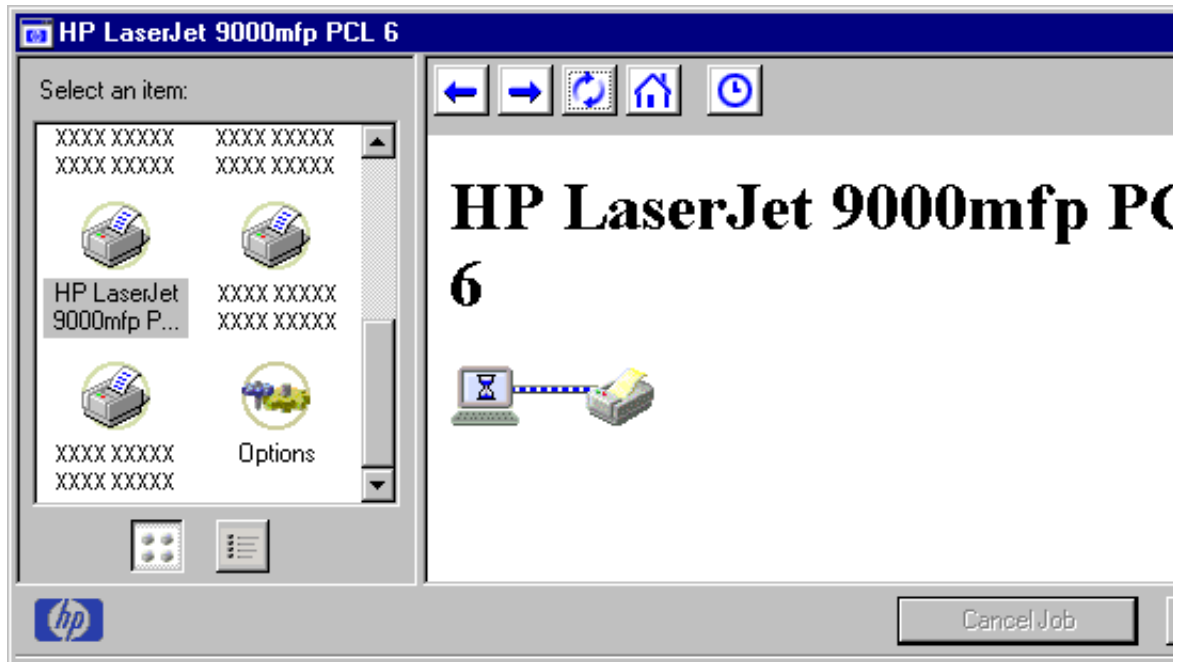 HP LaserJet 9000mfp PCL 6
Select an item:
XXXX XXXXX XXXX XXXXX
XXXX XXXXX XXXX XXXXX
HP LaserJet XXXX XXXXX
9000mfp P... XXXX XXXXX
XXXX XXXXX Options
XXXX XXXXX
HP LaserJet 9000mfp PC
6
hp
Cancel Job